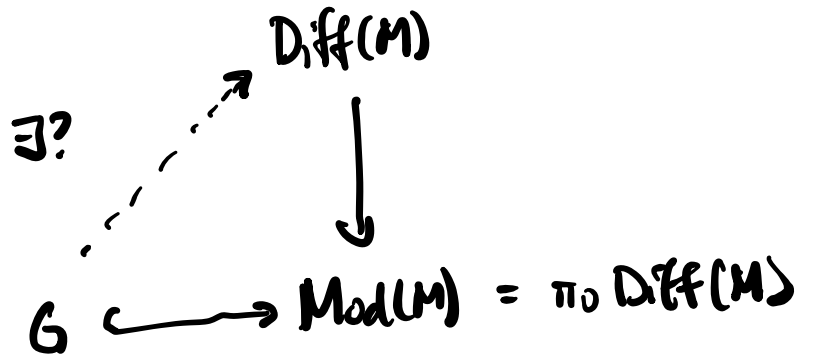 Diff(M)
∃?
G Mod(M) = π₀ Diff(M)